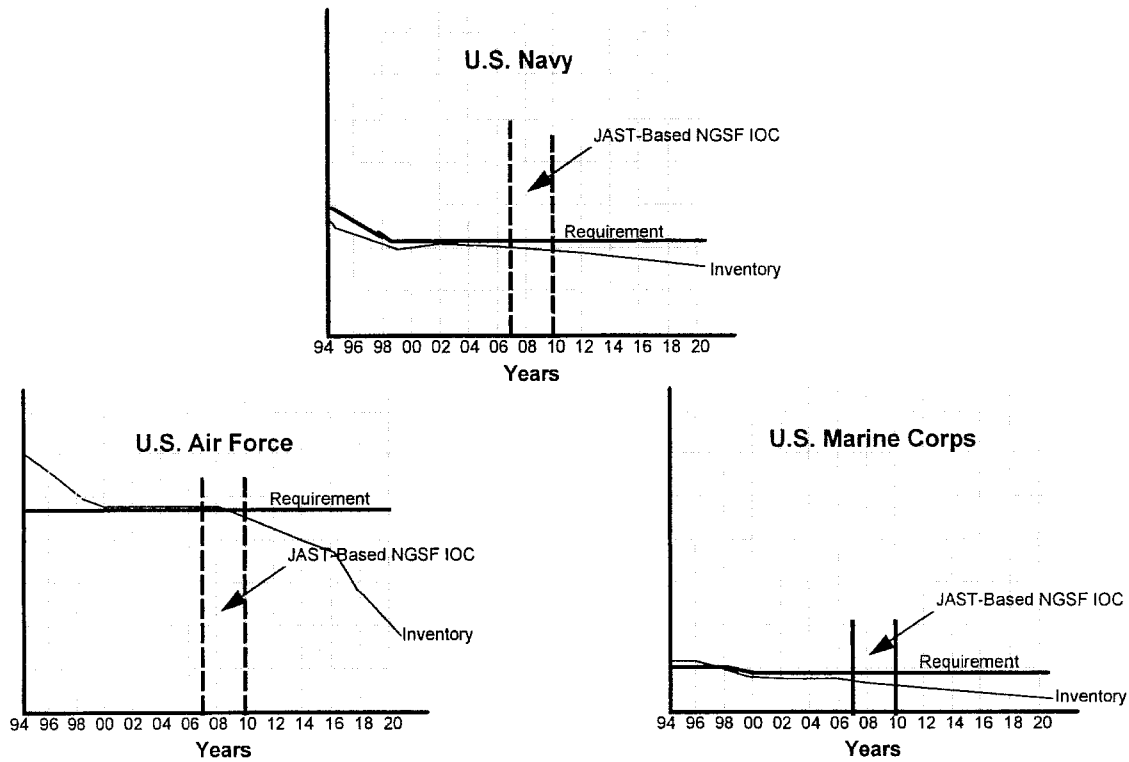 U.S. Navy
JAST-Based NGSF IOC
Requirement
Inventory
94 96 98 00 02 04 06 08 10 12 14 16 18 20
Years
U.S. Air Force
Requirement
JAST-Based NGSF IOC
Inventory
94 96 98 00 02 04 06 08 10 12 14 16 18 20
Years
U.S. Marine Corps
JAST-Based NGSF IOC
Requirement
Inventory
94 96 98 00 02 04 06 08 10 12 14 16 18 20
Years